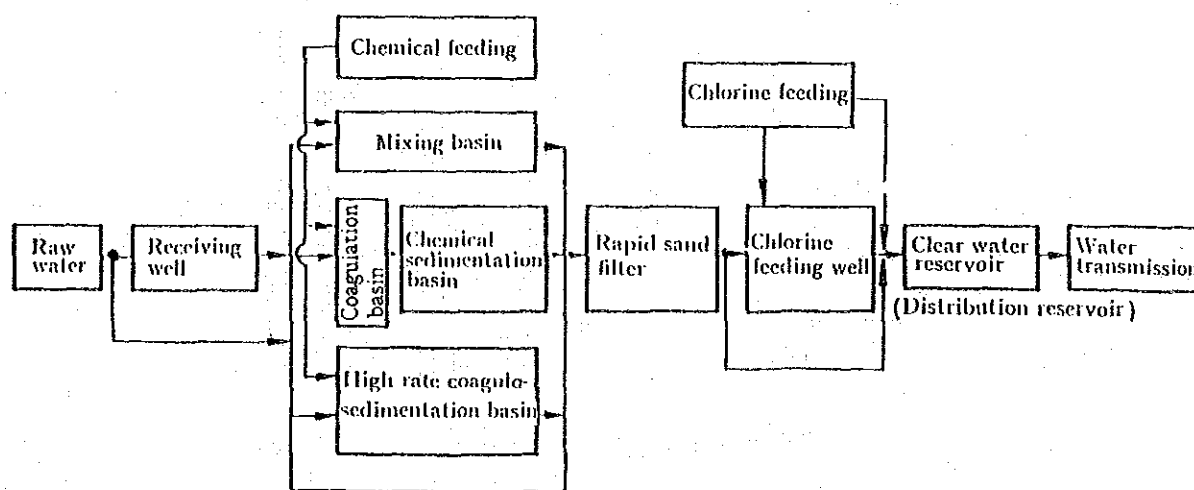 Chemical feeding
Chlorine feeding
Mixing basin
Raw
water
Receiving
well
Coagulation
basin
Chemical
sedimentation
basin
Rapid sand
filter
Chlorine
feeding well
Clear water
reservoir
(Distribution reservoir)
Water
transmission
High rate coagulo-
sedimentation basin